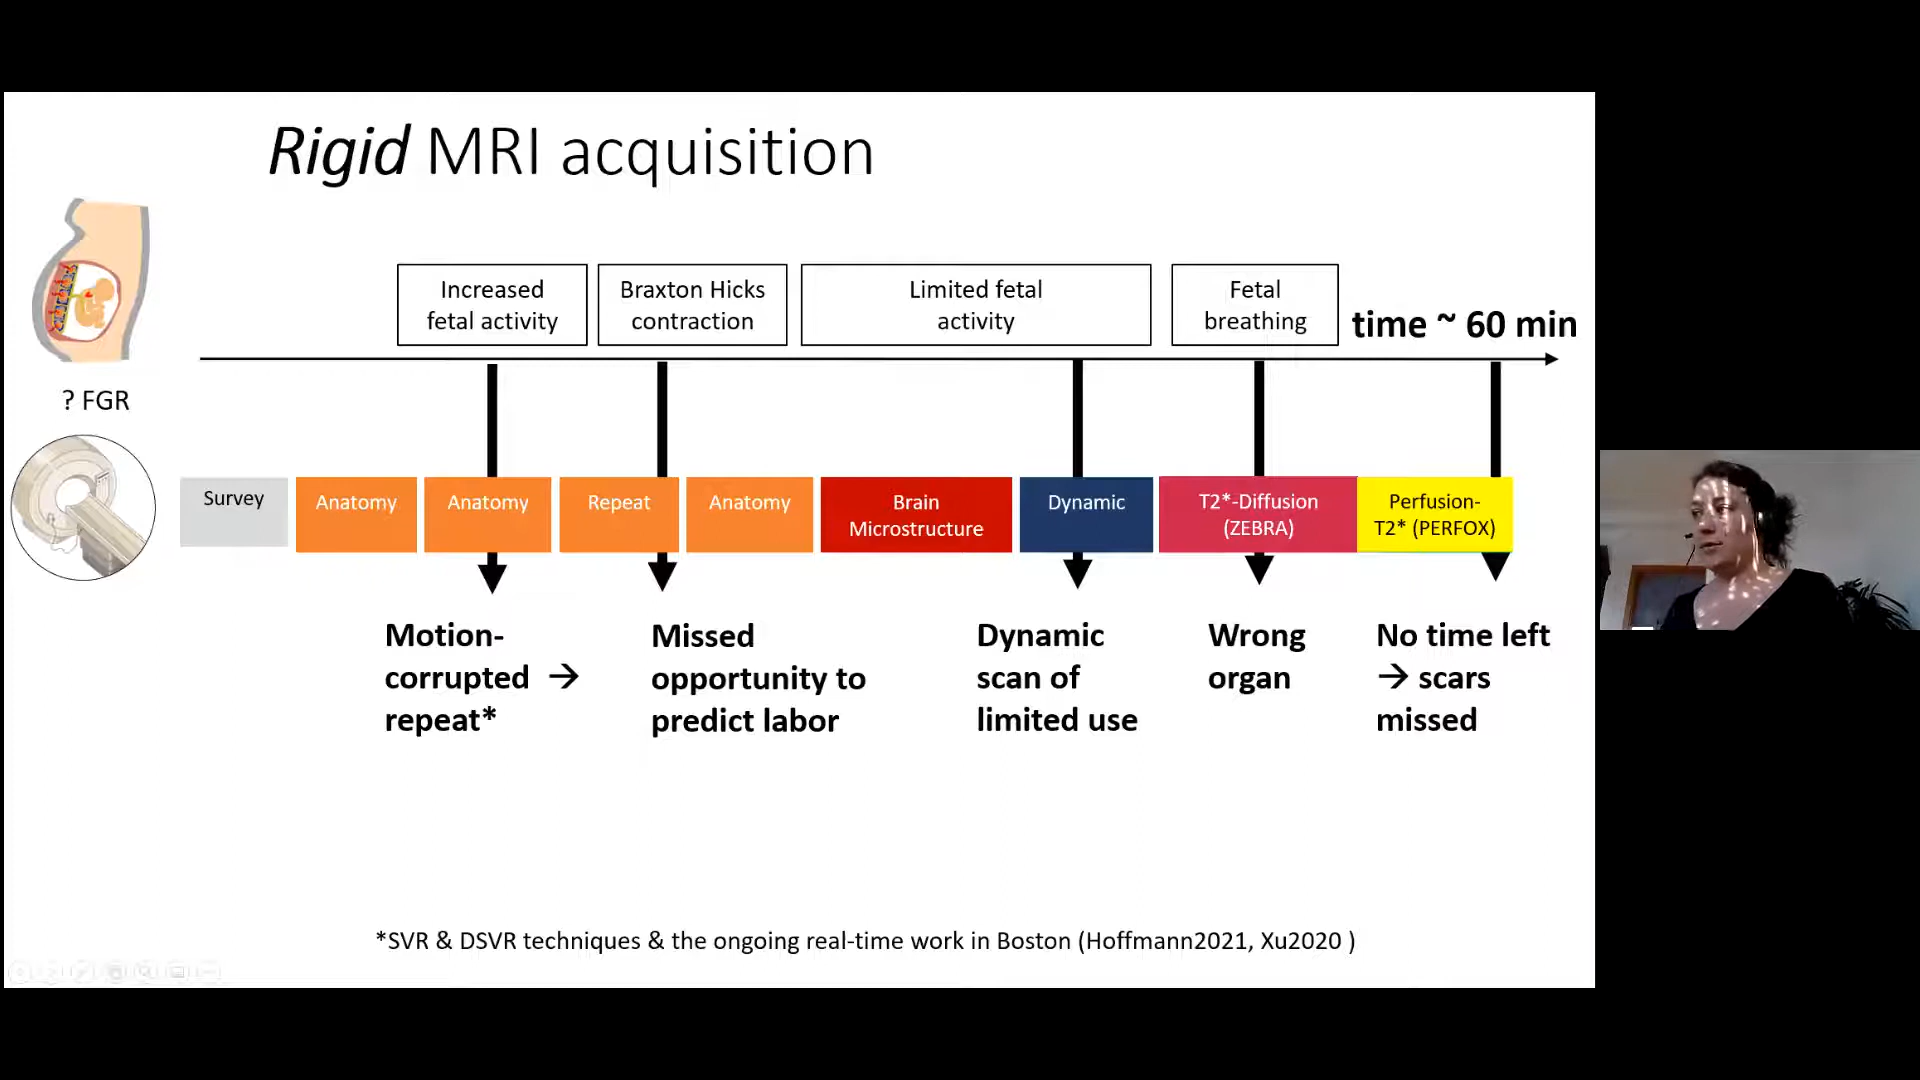 Rigid MRI acquisition
Increased
fetal activity
Braxton Hicks
contraction
Limited fetal
activity
Fetal
breathing
time ~ 60 min
? FGR
Survey
Anatomy
Anatomy
Repeat
Anatomy
Brain
Microstructure
Dynamic
T2*-Diffusion
(ZEBRA)
Perfusion-
T2* (PERFOX)
Motion-
corrupted →
repeat*
Missed
opportunity to
predict labor
Dynamic
scan of
limited use
Wrong
organ
No time left
→ scars
missed
*SVR & DSVR techniques & the ongoing real-time work in Boston (Hoffmann2021, Xu2020 )